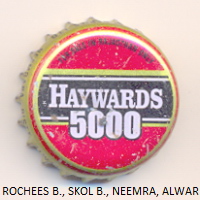 HAYWARDS
5000
ROCHEES B., SKOL B., NEEMRA, ALWAR